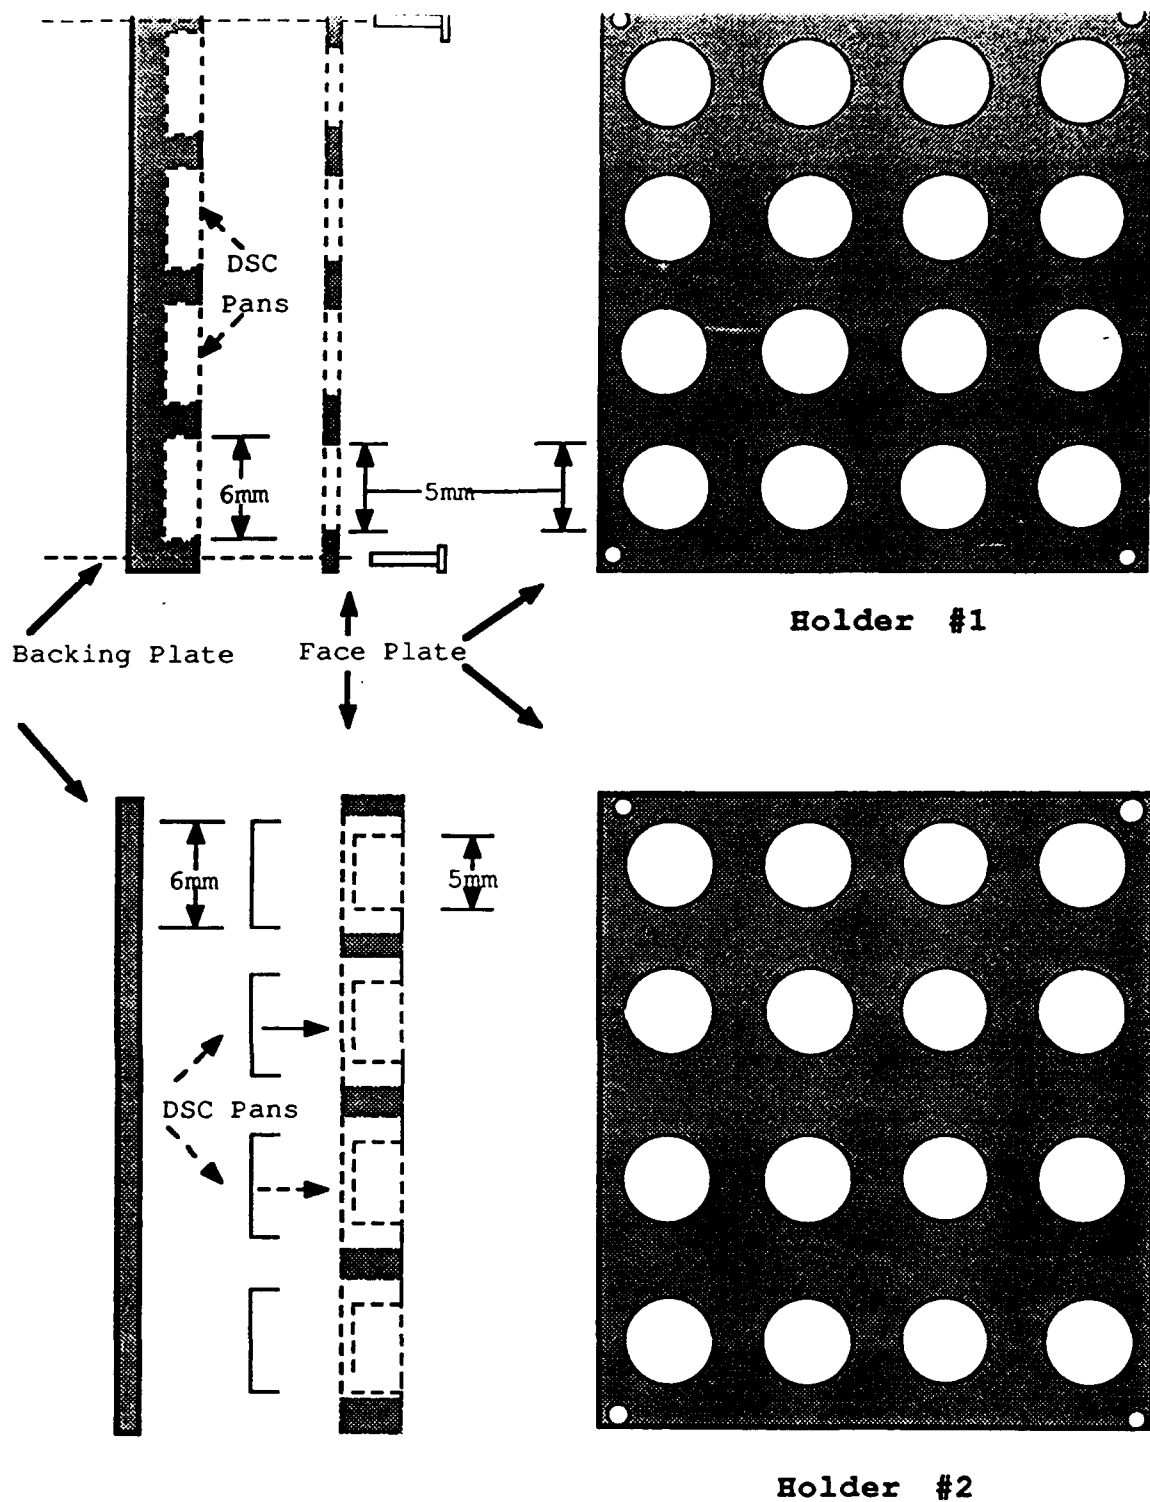 DSC
Pans
6mm
5mm
Holder #1
Backing Plate
Face Plate
6mm
5mm
DSC Pans
Holder #2